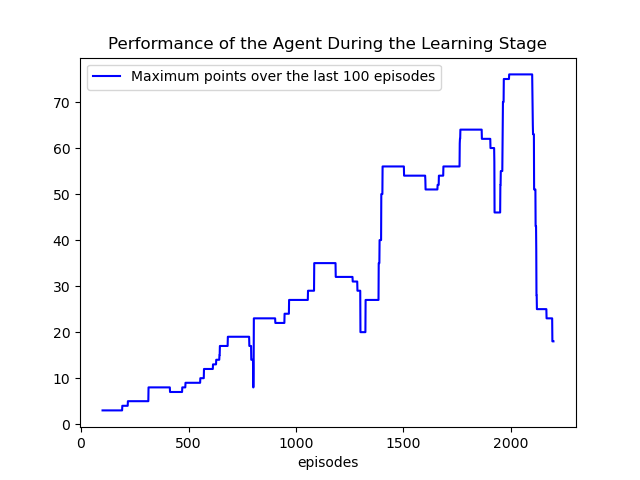 Performance of the Agent During the Learning Stage
Maximum points over the last 100 episodes
70
60
50
40
30
20
10
0
0 500 1000 1500 2000
episodes